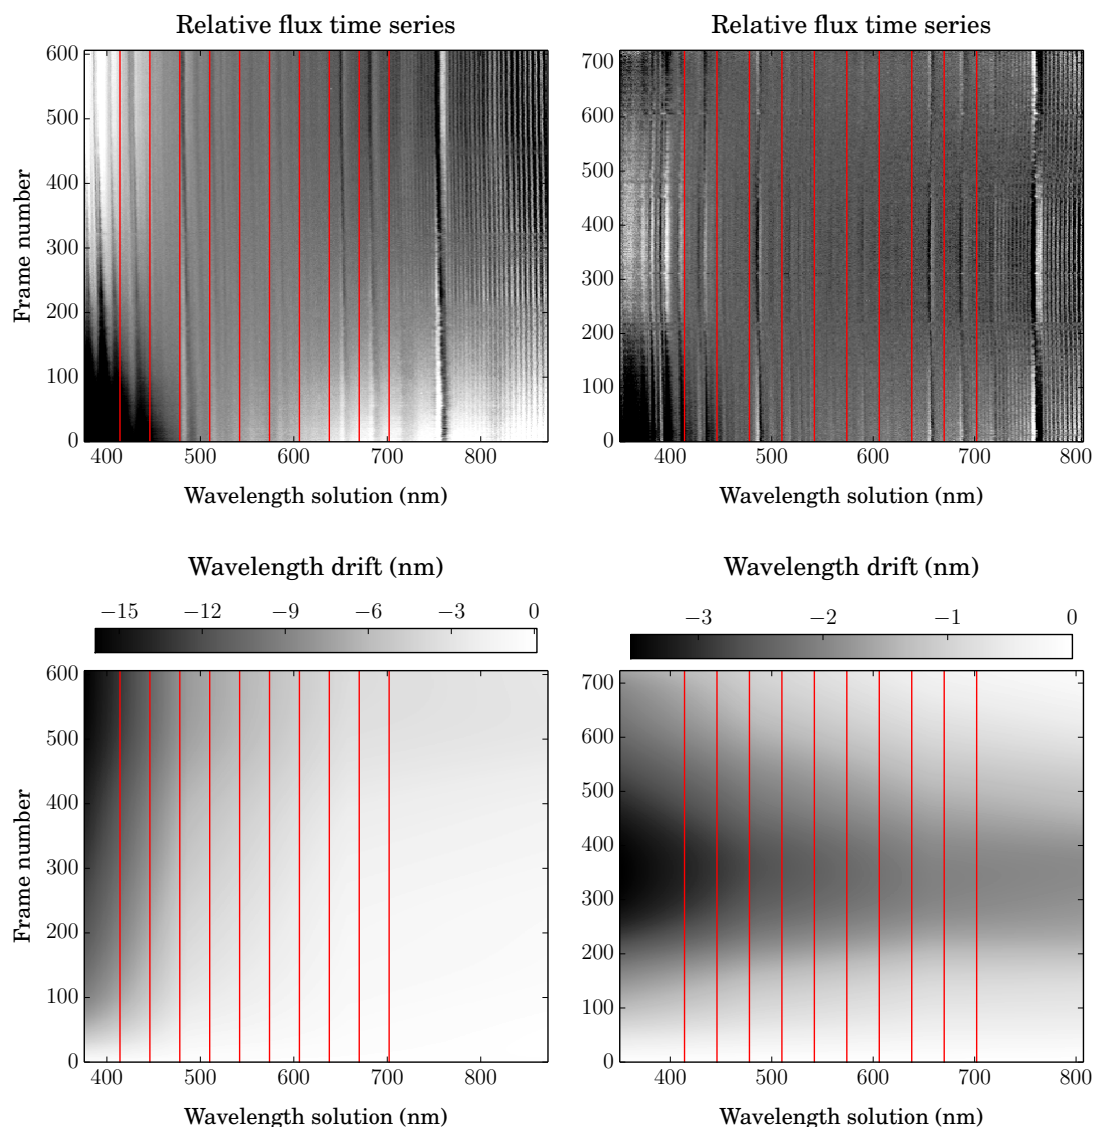 Relative flux time series
Relative flux time series
600
500
400
300
200
100
0
Frame number
400 500 600 700 800
Wavelength solution (nm)
700
600
500
400
300
200
100
0
400 500 600 700 800
Wavelength solution (nm)
Wavelength drift (nm)
−15 −12 −9 −6 −3 0
600
500
400
300
200
100
0
Frame number
400 500 600 700 800
Wavelength solution (nm)
Wavelength drift (nm)
−3 −2 −1 0
700
600
500
400
300
200
100
0
400 500 600 700 800
Wavelength solution (nm)